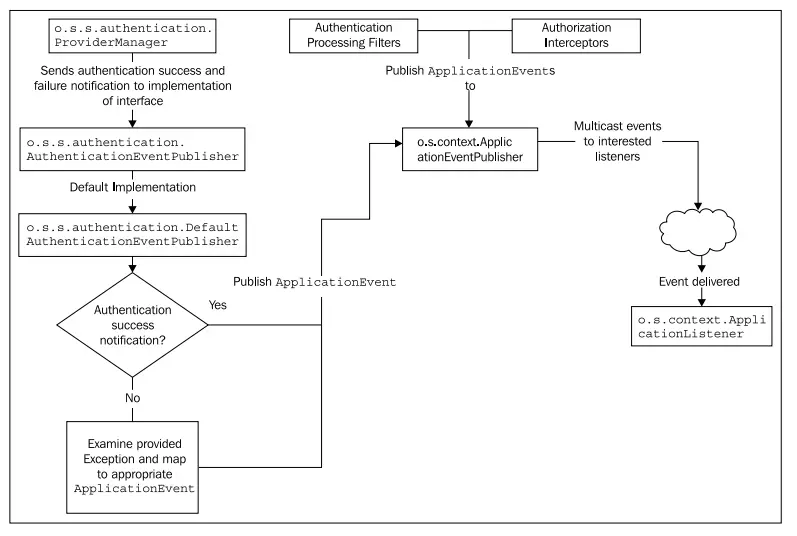 o.s.s.authentication.
ProviderManager
Sends authentication success and
failure notification to implementation
of interface
o.s.s.authentication.
AuthenticationEventPublisher
Default Implementation
o.s.s.authentication.Default
AuthenticationEventPublisher
Authentication
success
notification?
Yes
No
Examine provided
Exception and map
to appropriate
ApplicationEvent
Publish ApplicationEvent
Authentication
Processing Filters
Authorization
Interceptors
Publish ApplicationEvents
to
o.s.context.Applic
ationEventPublisher
Multicast events
to interested
listeners
Event delivered
o.s.context.Appli
cationListener